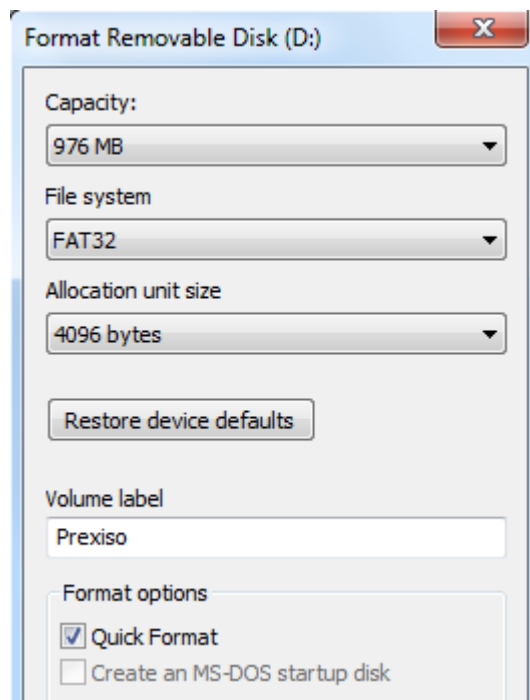 Format Removable Disk (D:)
Capacity:
976 MB
File system
FAT32
Allocation unit size
4096 bytes
Restore device defaults
Volume label
Prexiso
Format options
Quick Format
Create an MS-DOS startup disk